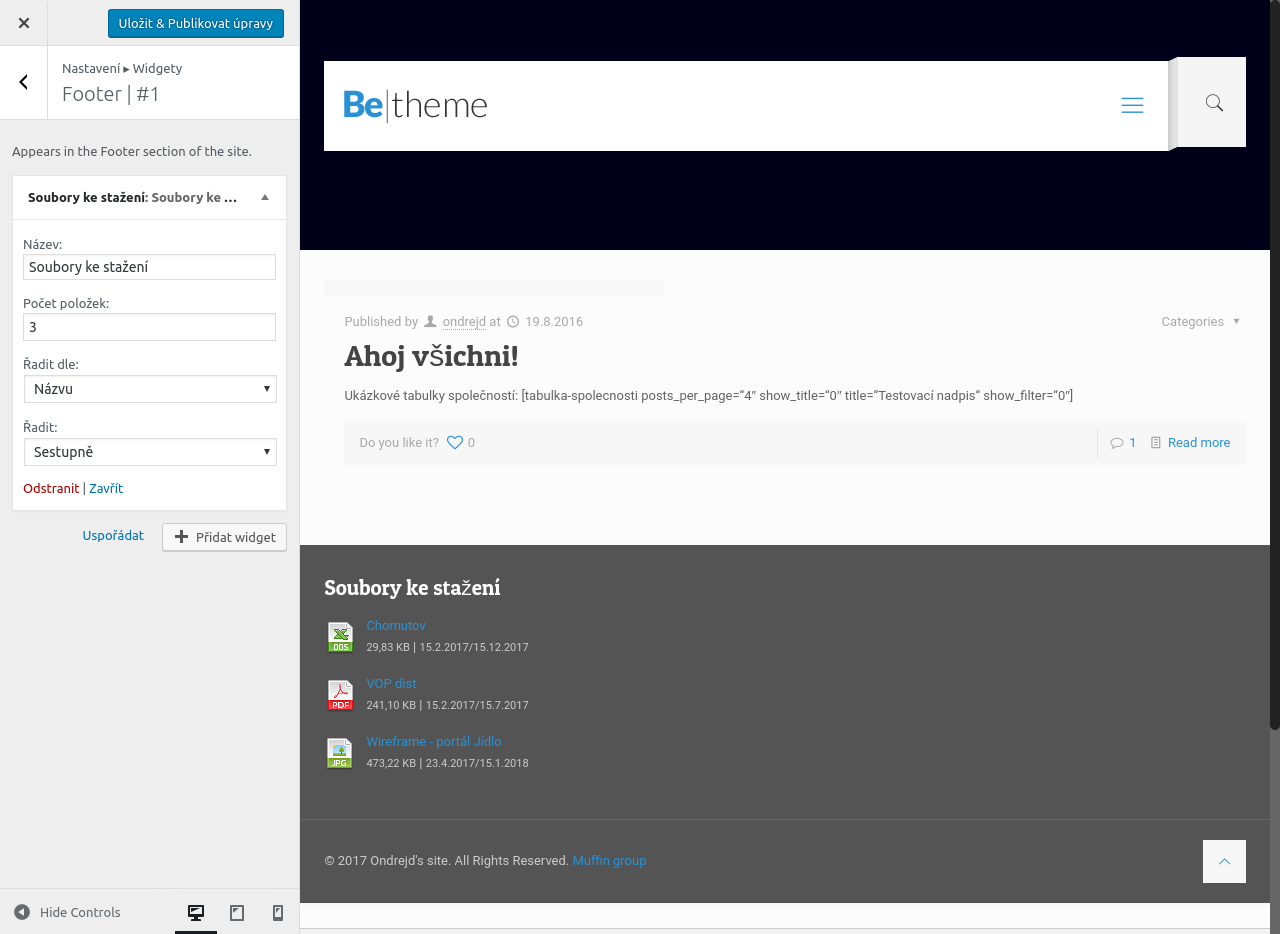 Uložit & Publikovat úpravy
Nastavení ▸ Widgety
Footer | #1
Appears in the Footer section of the site.
Soubory ke stažení: Soubory ke …
Název:
Soubory ke stažení
Počet položek:
3
Řadit dle:
Názvu
Řadit:
Sestupně
Odstranit | Zavřít
Uspořádat
Přidat widget
Hide Controls
Be|theme
Published by ondrejd at 19.8.2016
Categories
Ahoj všichni!
Ukázkové tabulky společností: [tabulka-spolecnosti posts_per_page=“4″ show_title=“0″ title=“Testovací nadpis“ show_filter=“0″]
Do you like it? 0
1 Read more
Soubory ke stažení
ODS
Chomutov
29,83 KB | 15.2.2017/15.12.2017
PDF
VOP dist
241,10 KB | 15.2.2017/15.7.2017
JPG
Wireframe - portál Jídlo
473,22 KB | 23.4.2017/15.1.2018
© 2017 Ondrejd's site. All Rights Reserved. Muffin group